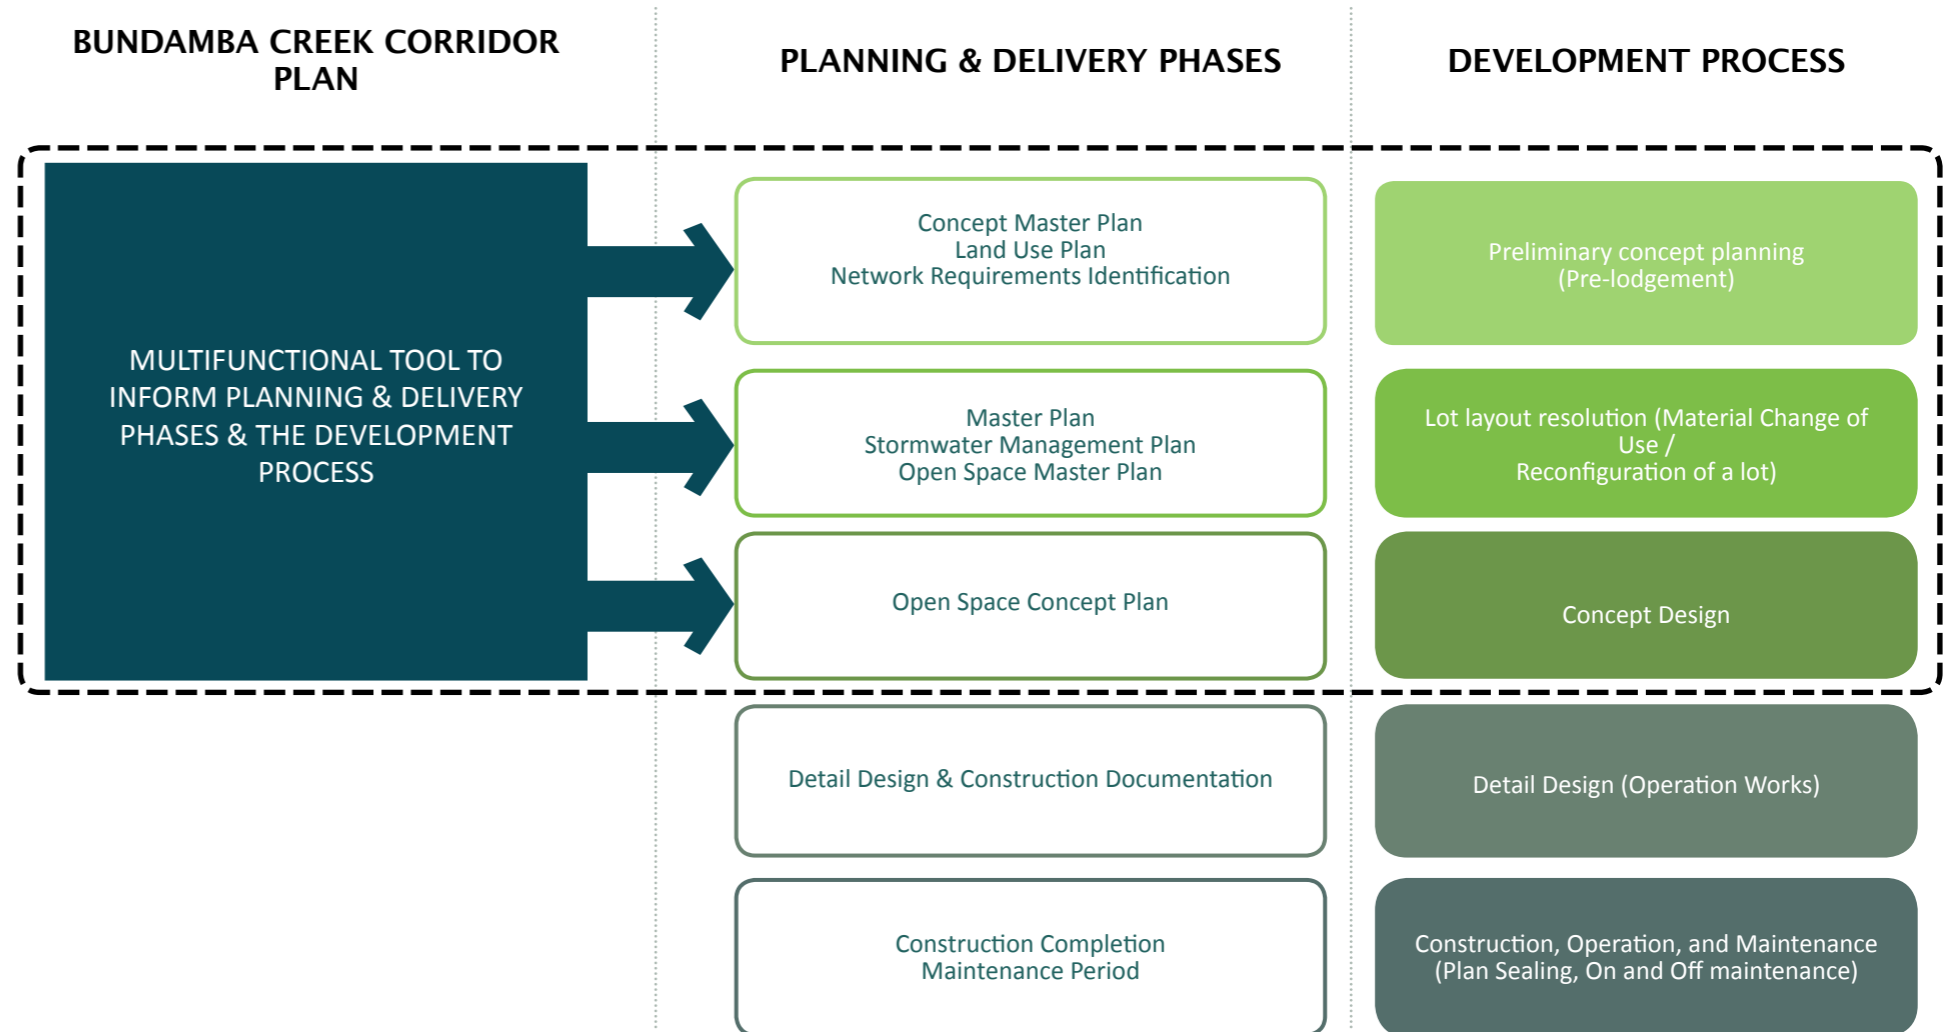 BUNDAMBA CREEK CORRIDOR
PLAN
PLANNING & DELIVERY PHASES
DEVELOPMENT PROCESS
MULTIFUNCTIONAL TOOL TO
INFORM PLANNING & DELIVERY
PHASES & THE DEVELOPMENT
PROCESS
Concept Master Plan
Land Use Plan
Network Requirements Identification
Preliminary concept planning
(Pre-lodgement)
Master Plan
Stormwater Management Plan
Open Space Master Plan
Lot layout resolution (Material Change of
Use /
Reconfiguration of a lot)
Open Space Concept Plan
Concept Design
Detail Design & Construction Documentation
Detail Design (Operation Works)
Construction Completion
Maintenance Period
Construction, Operation, and Maintenance
(Plan Sealing, On and Off maintenance)